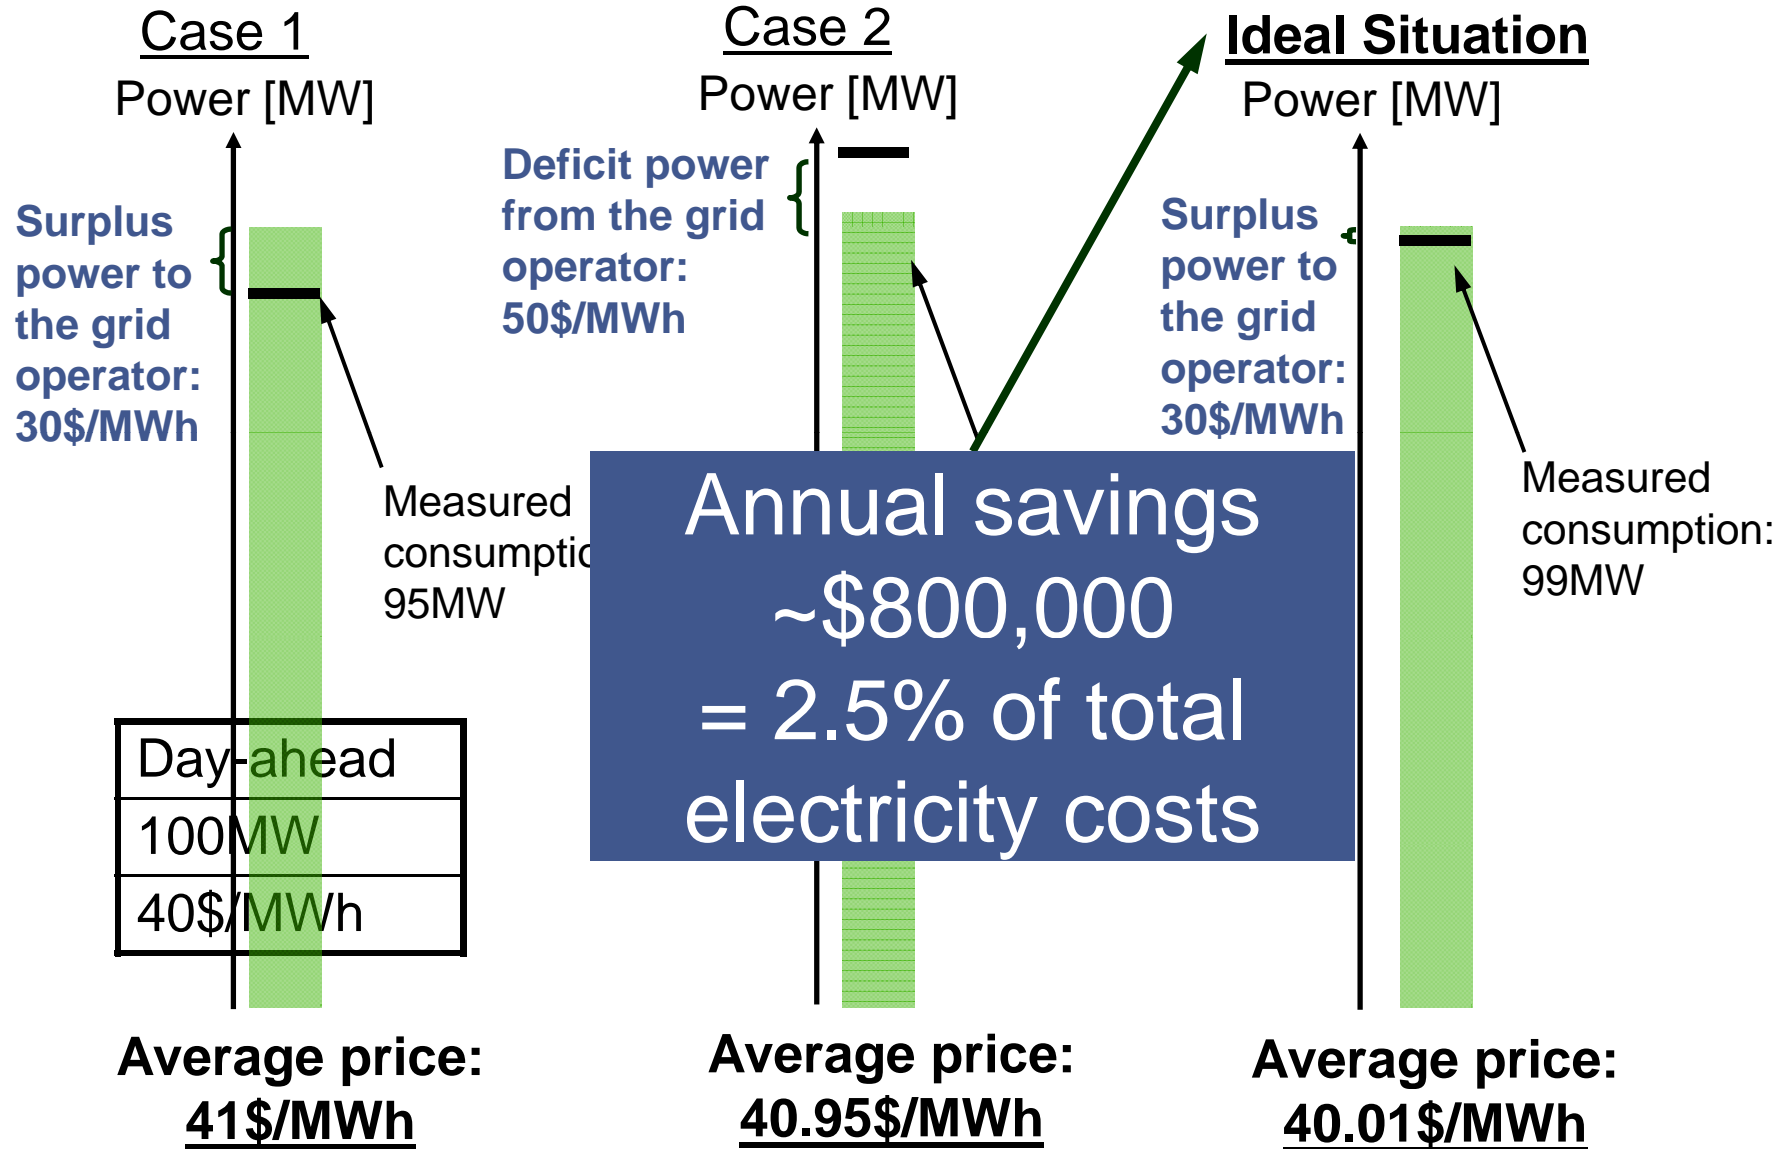 Case 1
Power [MW]
Surplus
power to
the grid
operator:
30$/MWh
Measured
95MW
Day-ahead
100MW
40$/MWh
Average price:
41$/MWh
Case 2
Power [MW]
Deficit power
from the grid
operator:
50$/MWh
Annual savings
~$800,000
= 2.5% of total
electricity costs
Average price:
40.95$/MWh
Ideal Situation
Power [MW]
Surplus
power to
the grid
operator:
30$/MWh
Measured
consumption:
99MW
Average price:
40.01$/MWh